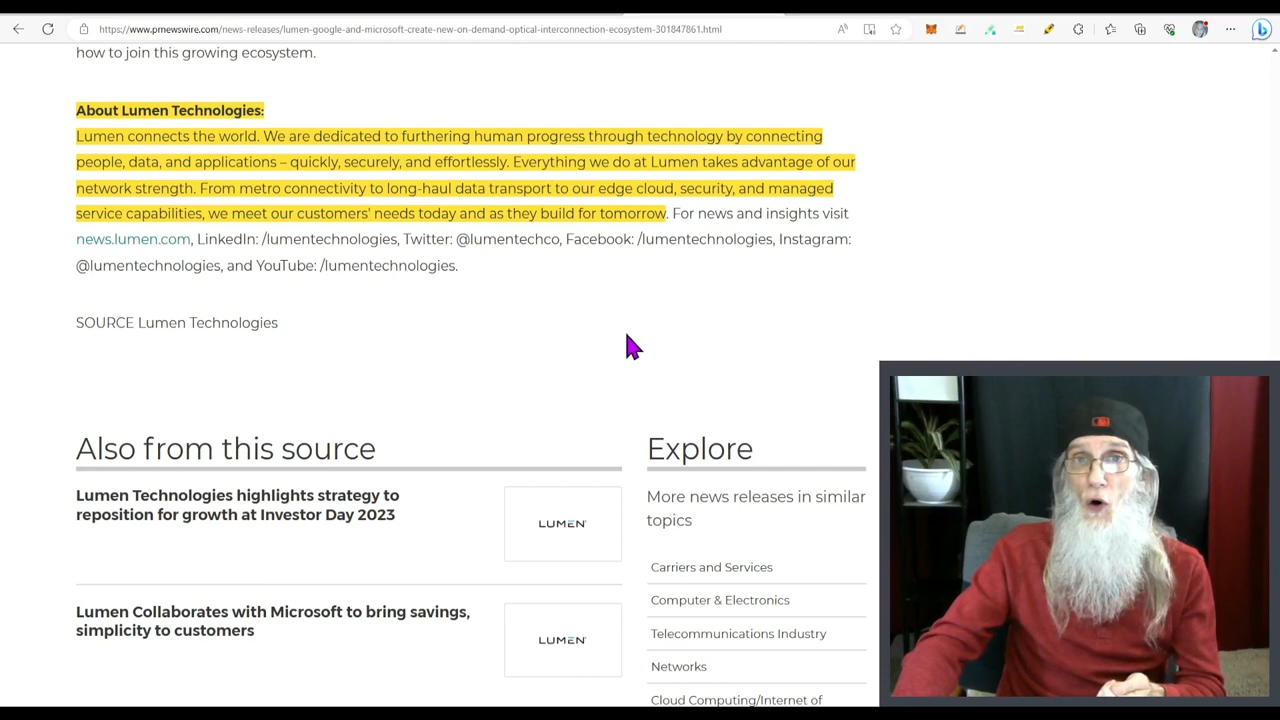 https://www.prnewswire.com/news-releases/lumen-google-and-microsoft-create-new-on-demand-optical-interconnection-ecosystem-301847861.html
how to join this growing ecosystem.
About Lumen Technologies:
Lumen connects the world. We are dedicated to furthering human progress through technology by connecting
people, data, and applications – quickly, securely, and effortlessly. Everything we do at Lumen takes advantage of our
network strength. From metro connectivity to long-haul data transport to our edge cloud, security, and managed
service capabilities, we meet our customers' needs today and as they build for tomorrow. For news and insights visit
news.lumen.com, LinkedIn: /lumentechnologies, Twitter: @lumentechco, Facebook: /lumentechnologies, Instagram:
@lumentechnologies, and YouTube: /lumentechnologies.
SOURCE Lumen Technologies
Also from this source
Lumen Technologies highlights strategy to
reposition for growth at Investor Day 2023
LUMEN
Lumen Collaborates with Microsoft to bring savings,
simplicity to customers
LUMEN
Explore
More news releases in similar
topics
Carriers and Services
Computer & Electronics
Telecommunications Industry
Networks
Cloud Computing/Internet of